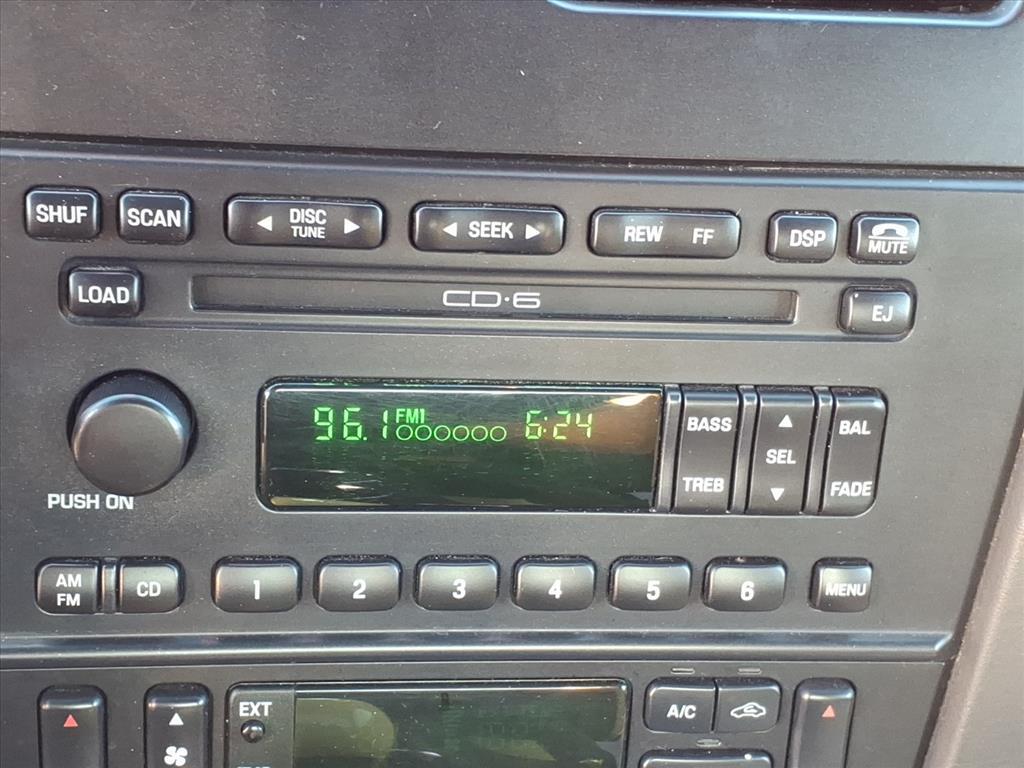 SHUF SCAN DISC TUNE SEEK REW FF DSP MUTE
LOAD CD·6 EJ
96.1 FM1 6:24
BASS SEL BAL
TREB FADE
PUSH ON
AM FM CD 1 2 3 4 5 6 MENU
EXT A/C